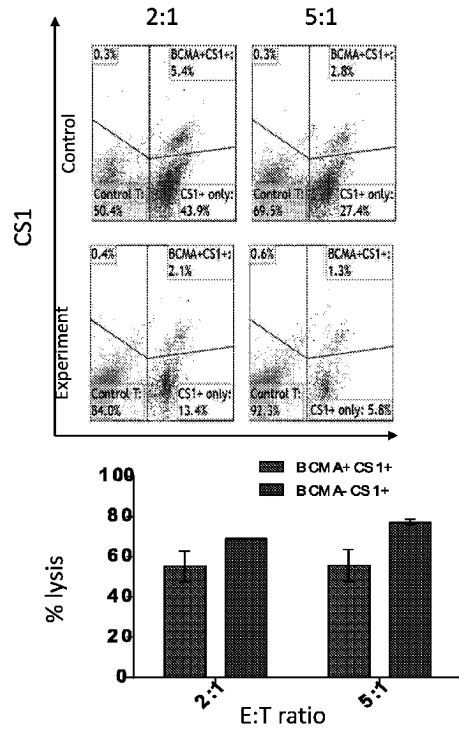 2:1 5:1
0.3% BCMA+CS1+: 5.4%
Control T: 50.4% CS1+ only: 43.9%
0.3% BCMA+CS1+: 2.8%
Control T: 69.5% CS1+ only: 27.4%
Control
CS1
0.4% BCMA+CS1+: 2.1%
Control T: 84.0% CS1+ only: 13.4%
0.6% BCMA+CS1+: 1.3%
Control T: 92.3% CS1+ only: 5.8%
Experiment
BCMA+ CS1+
BCMA- CS1+
100
80
60
40
20
0
% lysis
2:1 5:1
E:T ratio